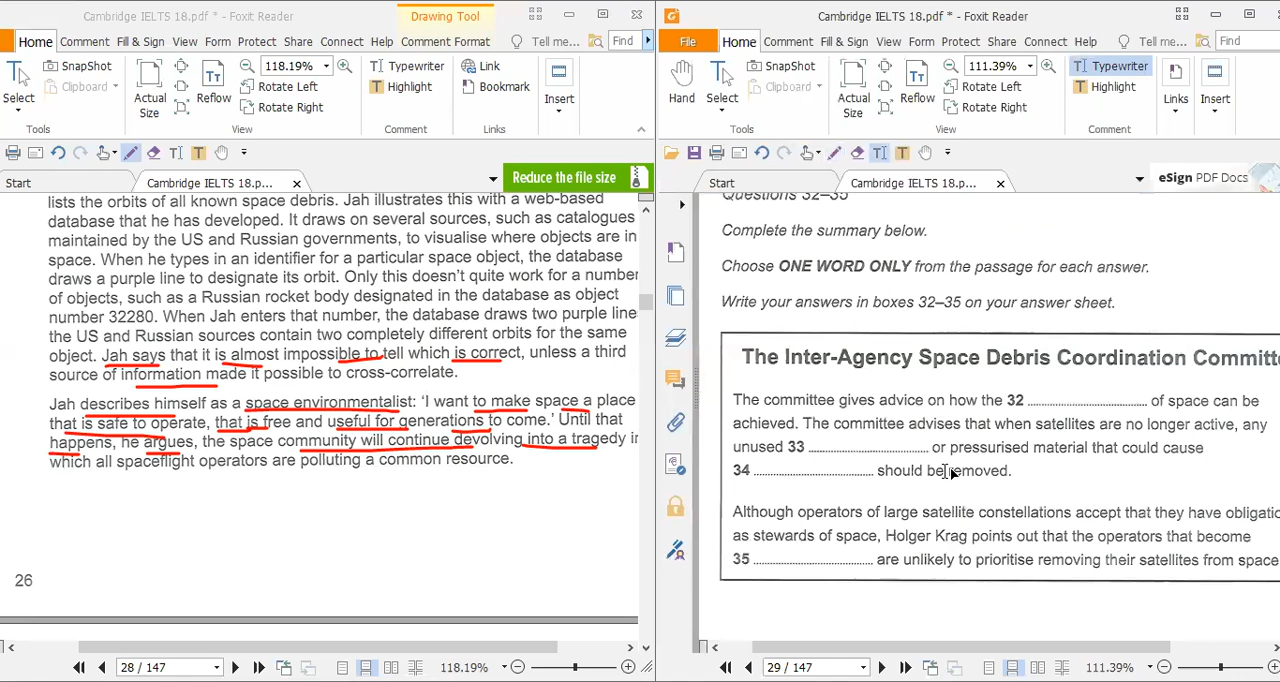 Cambridge IELTS 18.pdf * - Foxit Reader
Drawing Tool
Home Comment Fill & Sign View Form Protect Share Connect Help Comment Format Tell me... Find
Select
SnapShot
Clipboard
Tools
Actual Size
Reflow
118.19%
Rotate Left
Rotate Right
View
Typewriter
Highlight
Comment
Link
Bookmark
Links
Insert
Reduce the file size
Start
Cambridge IELTS 18.p...
lists the orbits of all known space debris. Jah illustrates this with a web-based
database that he has developed. It draws on several sources, such as catalogues
maintained by the US and Russian governments, to visualise where objects are in
space. When he types in an identifier for a particular space object, the database
draws a purple line to designate its orbit. Only this doesn't quite work for a number
of objects, such as a Russian rocket body designated in the database as object
number 32280. When Jah enters that number, the database draws two purple line
the US and Russian sources contain two completely different orbits for the same
object. Jah says that it is almost impossible to tell which is correct, unless a third
source of information made it possible to cross-correlate.
Jah describes himself as a space environmentalist: 'I want to make space a place
that is safe to operate, that is free and useful for generations to come.' Until that
happens, he argues, the space community will continue devolving into a tragedy in
which all spaceflight operators are polluting a common resource.
26
28 / 147
118.19%
Cambridge IELTS 18.pdf * - Foxit Reader
File Home Comment Fill & Sign View Form Protect Share Connect Help Tell me... Find
Hand
Select
SnapShot
Clipboard
Tools
Actual Size
Reflow
111.39%
Rotate Left
Rotate Right
View
Typewriter
Highlight
Comment
Links
Insert
eSign PDF Docs
Start
Cambridge IELTS 18.p...
Questions 32–35
Complete the summary below.
Choose ONE WORD ONLY from the passage for each answer.
Write your answers in boxes 32–35 on your answer sheet.
The Inter-Agency Space Debris Coordination Committe
The committee gives advice on how the 32 .............................. of space can be
achieved. The committee advises that when satellites are no longer active, any
unused 33 .............................. or pressurised material that could cause
34 .............................. should be removed.
Although operators of large satellite constellations accept that they have obligatio
as stewards of space, Holger Krag points out that the operators that become
35 .............................. are unlikely to prioritise removing their satellites from space
29 / 147
111.39%